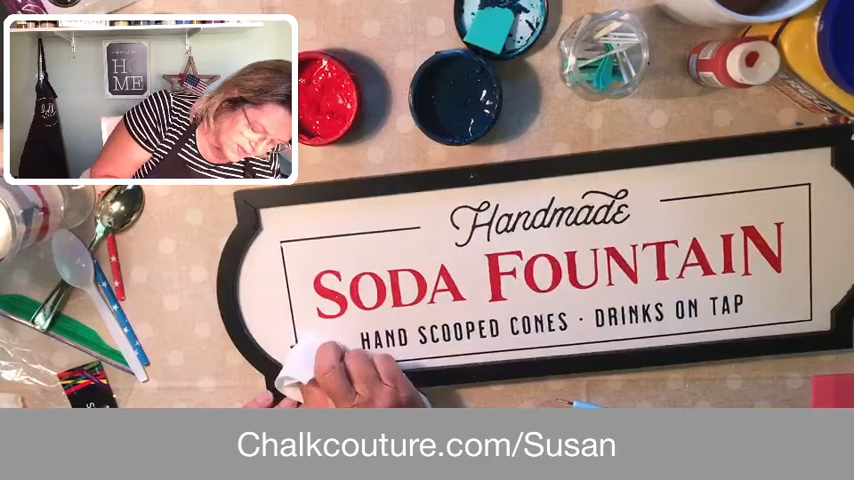 HOME
Handmade
SODA FOUNTAIN
HAND SCOOPED CONES · DRINKS ON TAP
Chalkcouture.com/Susan